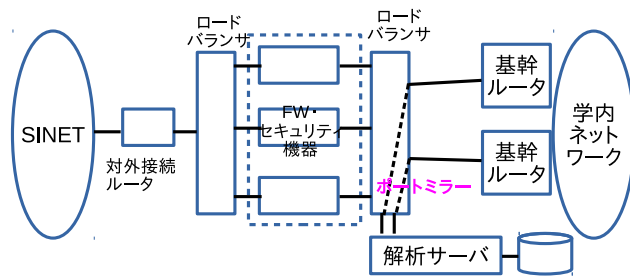 ロード
バランサ
ロード
バランサ
SINET
対外接続
ルータ
FW・
セキュリティ
機器
基幹
ルータ
基幹
ルータ
学内
ネット
ワーク
ポートミラー
解析サーバ